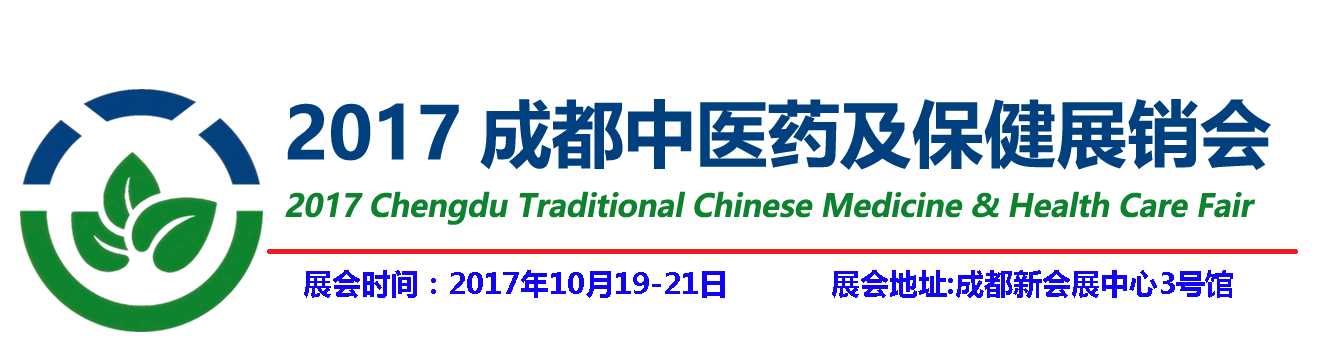 2017 成都中医药及保健展销会
2017 Chengdu Traditional Chinese Medicine & Health Care Fair
展会时间：2017年10月19-21日 展会地址:成都新会展中心3号馆